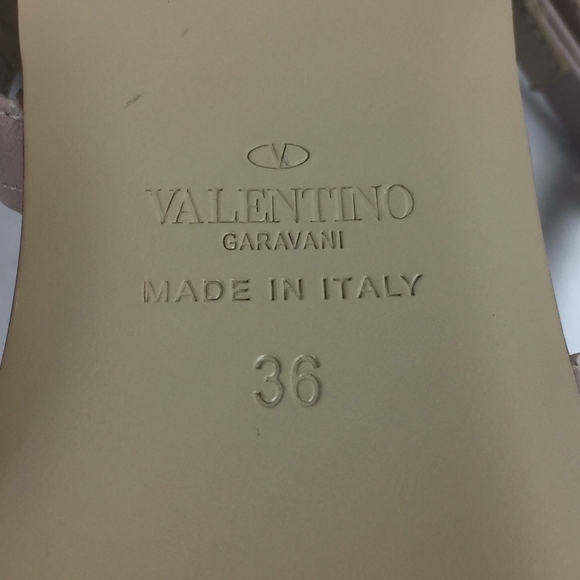 V
VALENTINO
GARAVANI
MADE IN ITALY
36